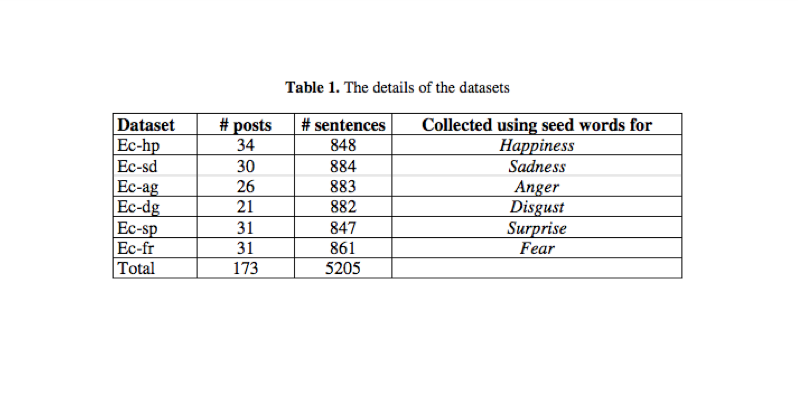 Table 1. The details of the datasets
Dataset # posts # sentences Collected using seed words for
Ec-hp 34 848 Happiness
Ec-sd 30 884 Sadness
Ec-ag 26 883 Anger
Ec-dg 21 882 Disgust
Ec-sp 31 847 Surprise
Ec-fr 31 861 Fear
Total 173 5205